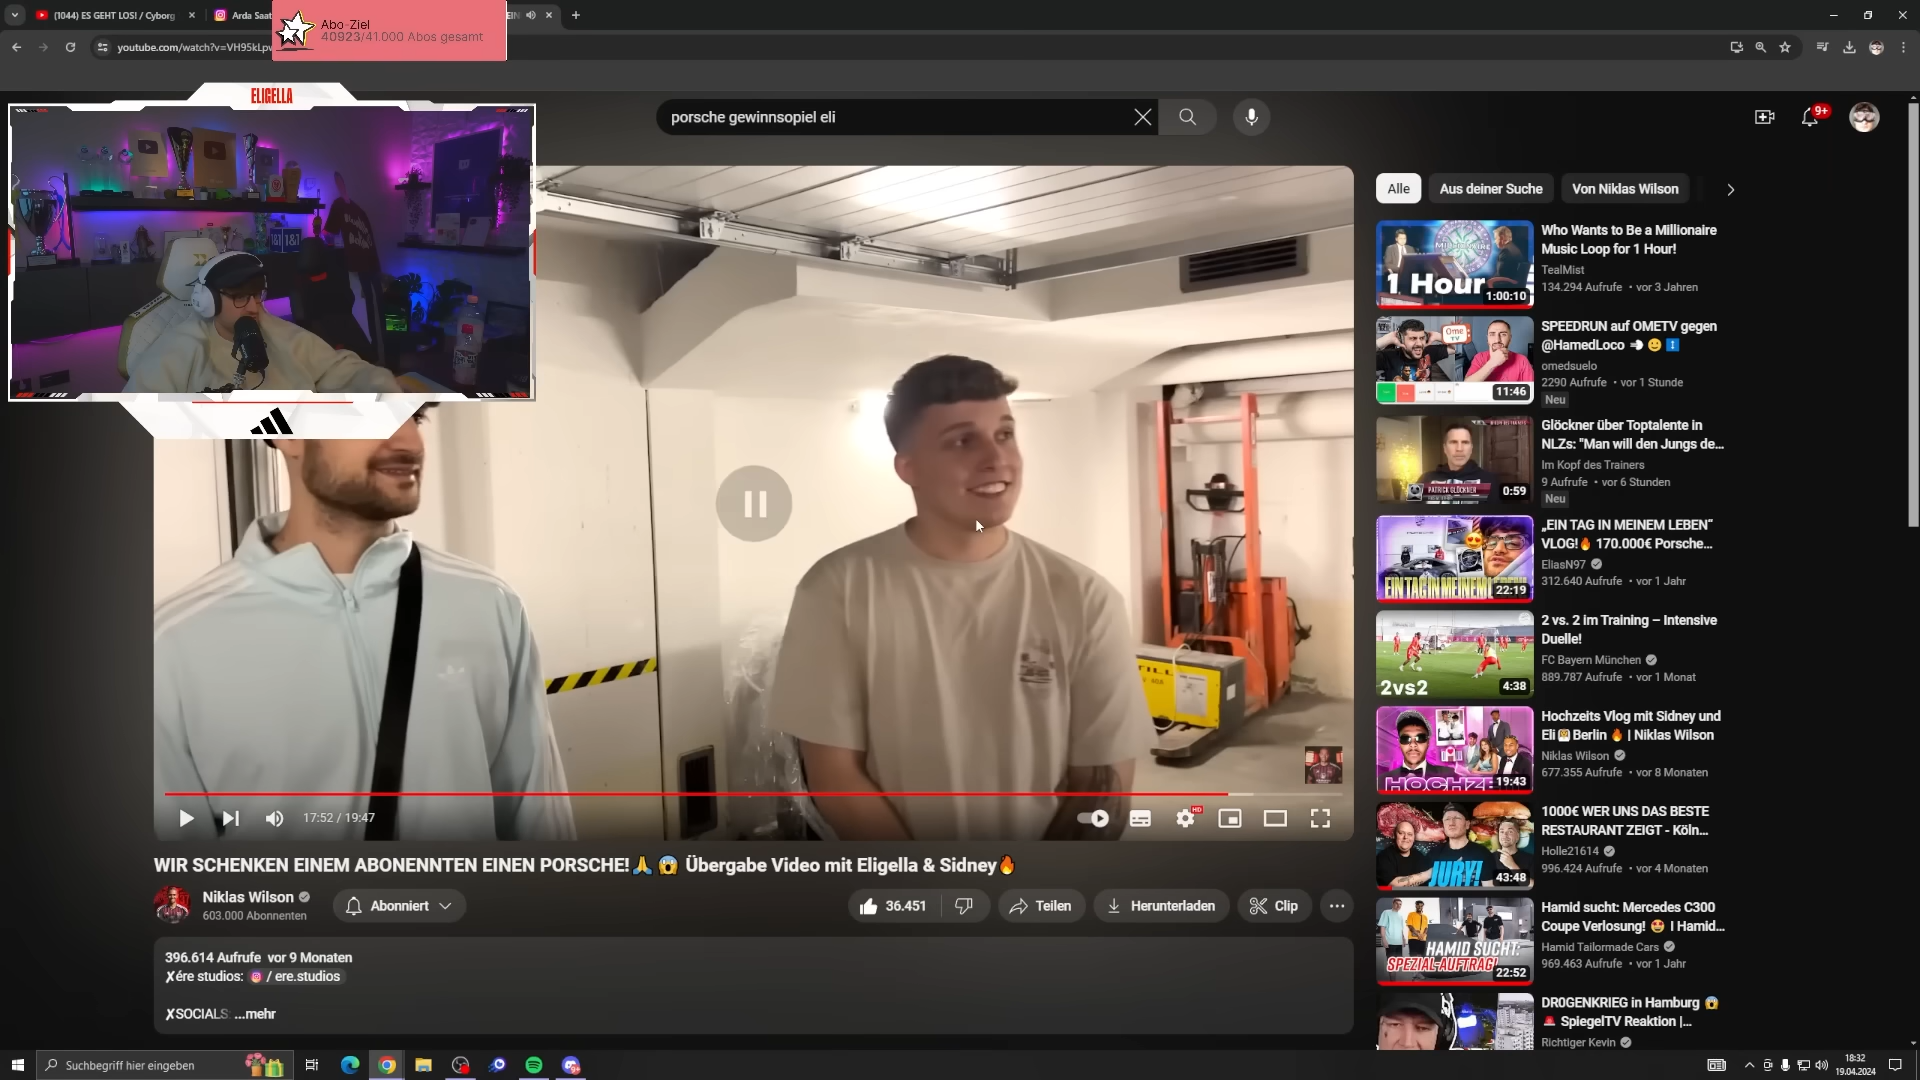 (1044) ES GEHT LOS! / Cyborg
Arda Saat
Abo-Ziel
40923/41.000 Abos gesamt
youtube.com/watch?v=VH95kLpv
ELIGELLA
porsche gewinnsopiel eli
9+
Alle
Aus deiner Suche
Von Niklas Wilson
1 Hour
1:00:10
Who Wants to Be a Millionaire
Music Loop for 1 Hour!
TealMist
134.294 Aufrufe • vor 3 Jahren
Ome
TV
11:46
SPEEDRUN auf OMETV gegen
@HamedLoco
omedsuelo
2290 Aufrufe • vor 1 Stunde
Neu
PATRICK GLÖCKNER
0:59
Glöckner über Toptalente in
NLZs: "Man will den Jungs de...
Im Kopf des Trainers
9 Aufrufe • vor 6 Stunden
Neu
22:19
„EIN TAG IN MEINEM LEBEN“
VLOG!🔥 170.000€ Porsche...
EliasN97
312.640 Aufrufe • vor 1 Jahr
2vs2
4:38
2 vs. 2 im Training – Intensive
Duelle!
FC Bayern München
889.787 Aufrufe • vor 1 Monat
HOCHZE
19:43
Hochzeits Vlog mit Sidney und
Eli Berlin 🔥 | Niklas Wilson
Niklas Wilson
677.355 Aufrufe • vor 8 Monaten
JURY!
43:48
1000€ WER UNS DAS BESTE
RESTAURANT ZEIGT - Köln...
Holle21614
996.424 Aufrufe • vor 4 Monaten
HAMID SUCHT:
SPEZIAL-AUFTRAG!
22:52
Hamid sucht: Mercedes C300
Coupe Verlosung! 🤩 I Hamid...
Hamid Tailormade Cars
969.463 Aufrufe • vor 1 Jahr
DR0GENKRIEG in Hamburg 😱
🚨 SpiegelTV Reaktion |...
Richtiger Kevin
STILL
17:52 / 19:47
HD
WIR SCHENKEN EINEM ABONENNTEN EINEN PORSCHE!🙏 😱 Übergabe Video mit Eligella & Sidney🔥
Niklas Wilson
603.000 Abonnenten
Abonniert
36.451
Teilen
Herunterladen
Clip
396.614 Aufrufe vor 9 Monaten
✗ére studios: / ere.studios
✗SOCIALS: ...mehr
Suchbegriff hier eingeben
18:32
19.04.2024